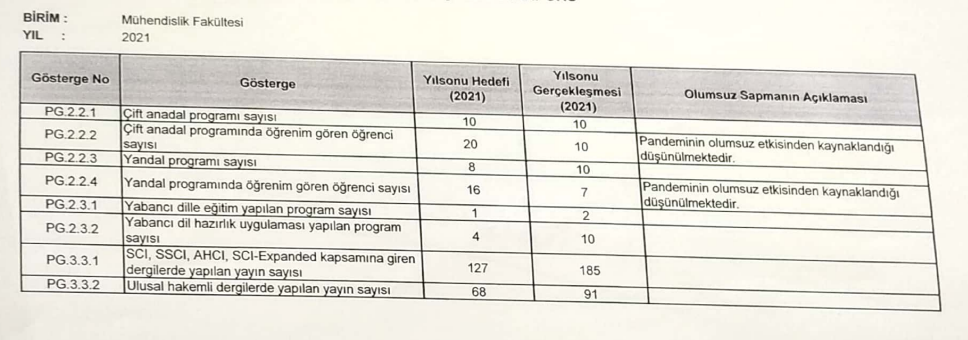 BİRİM : Mühendislik Fakültesi
YIL : 2021
Gösterge No Gösterge Yılsonu Hedefi (2021) Yılsonu Gerçekleşmesi (2021) Olumsuz Sapmanın Açıklaması
PG.2.2.1 Çift anadal programı sayısı 10 10
PG.2.2.2 Çift anadal programında öğrenim gören öğrenci sayısı 20 10 Pandeminin olumsuz etkisinden kaynaklandığı düşünülmektedir.
PG.2.2.3 Yandal programı sayısı 8 10
PG.2.2.4 Yandal programında öğrenim gören öğrenci sayısı 16 7 Pandeminin olumsuz etkisinden kaynaklandığı düşünülmektedir.
PG.2.3.1 Yabancı dille eğitim yapılan program sayısı 1 2
PG.2.3.2 Yabancı dil hazırlık uygulaması yapılan program sayısı 4 10
PG.3.3.1 SCI, SSCI, AHCI, SCI-Expanded kapsamına giren dergilerde yapılan yayın sayısı 127 185
PG.3.3.2 Ulusal hakemli dergilerde yapılan yayın sayısı 68 91